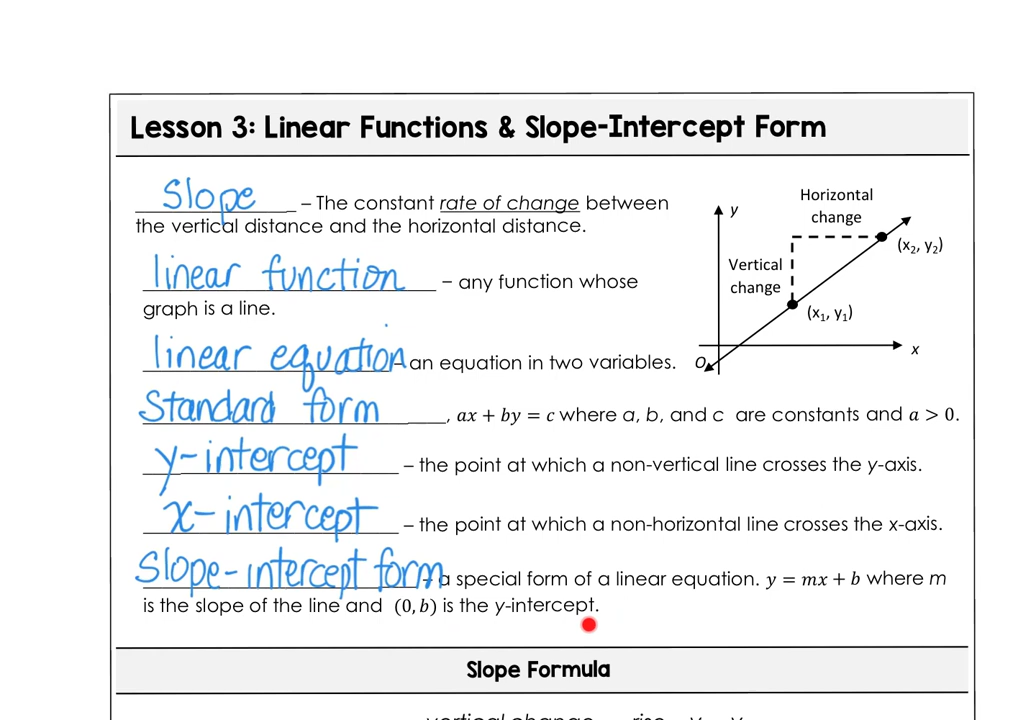 Lesson 3: Linear Functions & Slope-Intercept Form
Slope – The constant rate of change between
the vertical distance and the horizontal distance.
linear function – any function whose
graph is a line.
linear equation – an equation in two variables.
Standard form, ax + by = c where a, b, and c are constants and a > 0.
y-intercept – the point at which a non-vertical line crosses the y-axis.
x-intercept – the point at which a non-horizontal line crosses the x-axis.
Slope-intercept form – a special form of a linear equation. y = mx + b where m
is the slope of the line and (0, b) is the y-intercept.
Horizontal
change
y
(x₂, y₂)
Vertical
change
(x₁, y₁)
x
O
Slope Formula
vertical change rise y y